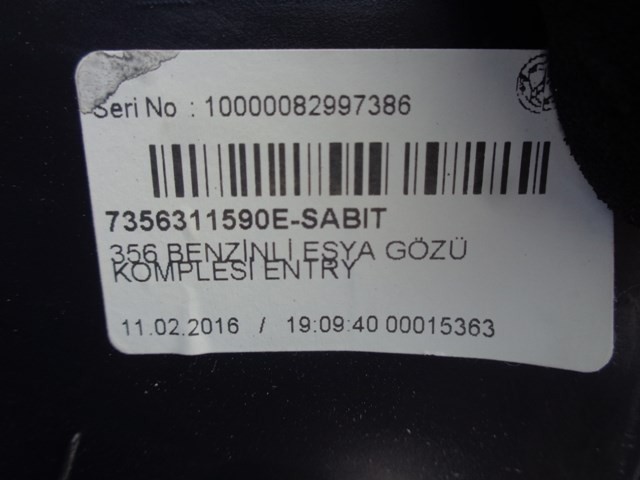 Seri No : 10000082997386
7356311590E-SABIT
356 BENZİNLİ EŞYA GÖZÜ
KOMPLESİ ENTRY
11.02.2016 / 19:09:40 00015363